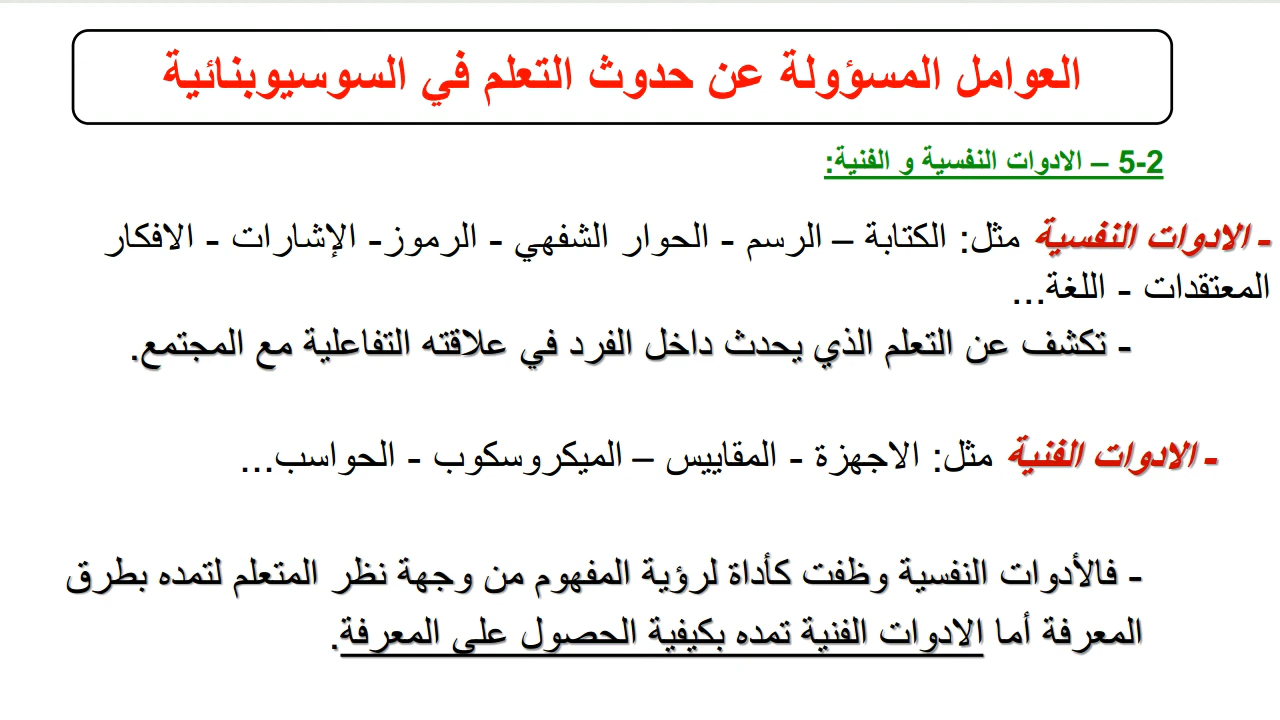 العوامل المسؤولة عن حدوث التعلم في السوسيوبنائية
5-2 – الادوات النفسية و الفنية:
- الادوات النفسية مثل: الكتابة – الرسم - الحوار الشفهي - الرموز- الإشارات - الافكار
المعتقدات - اللغة...
- تكشف عن التعلم الذي يحدث داخل الفرد في علاقته التفاعلية مع المجتمع.
- الادوات الفنية مثل: الاجهزة - المقاييس – الميكروسكوب - الحواسب...
- فالأدوات النفسية وظفت كأداة لرؤية المفهوم من وجهة نظر المتعلم لتمده بطرق
المعرفة أما الادوات الفنية تمده بكيفية الحصول على المعرفة.